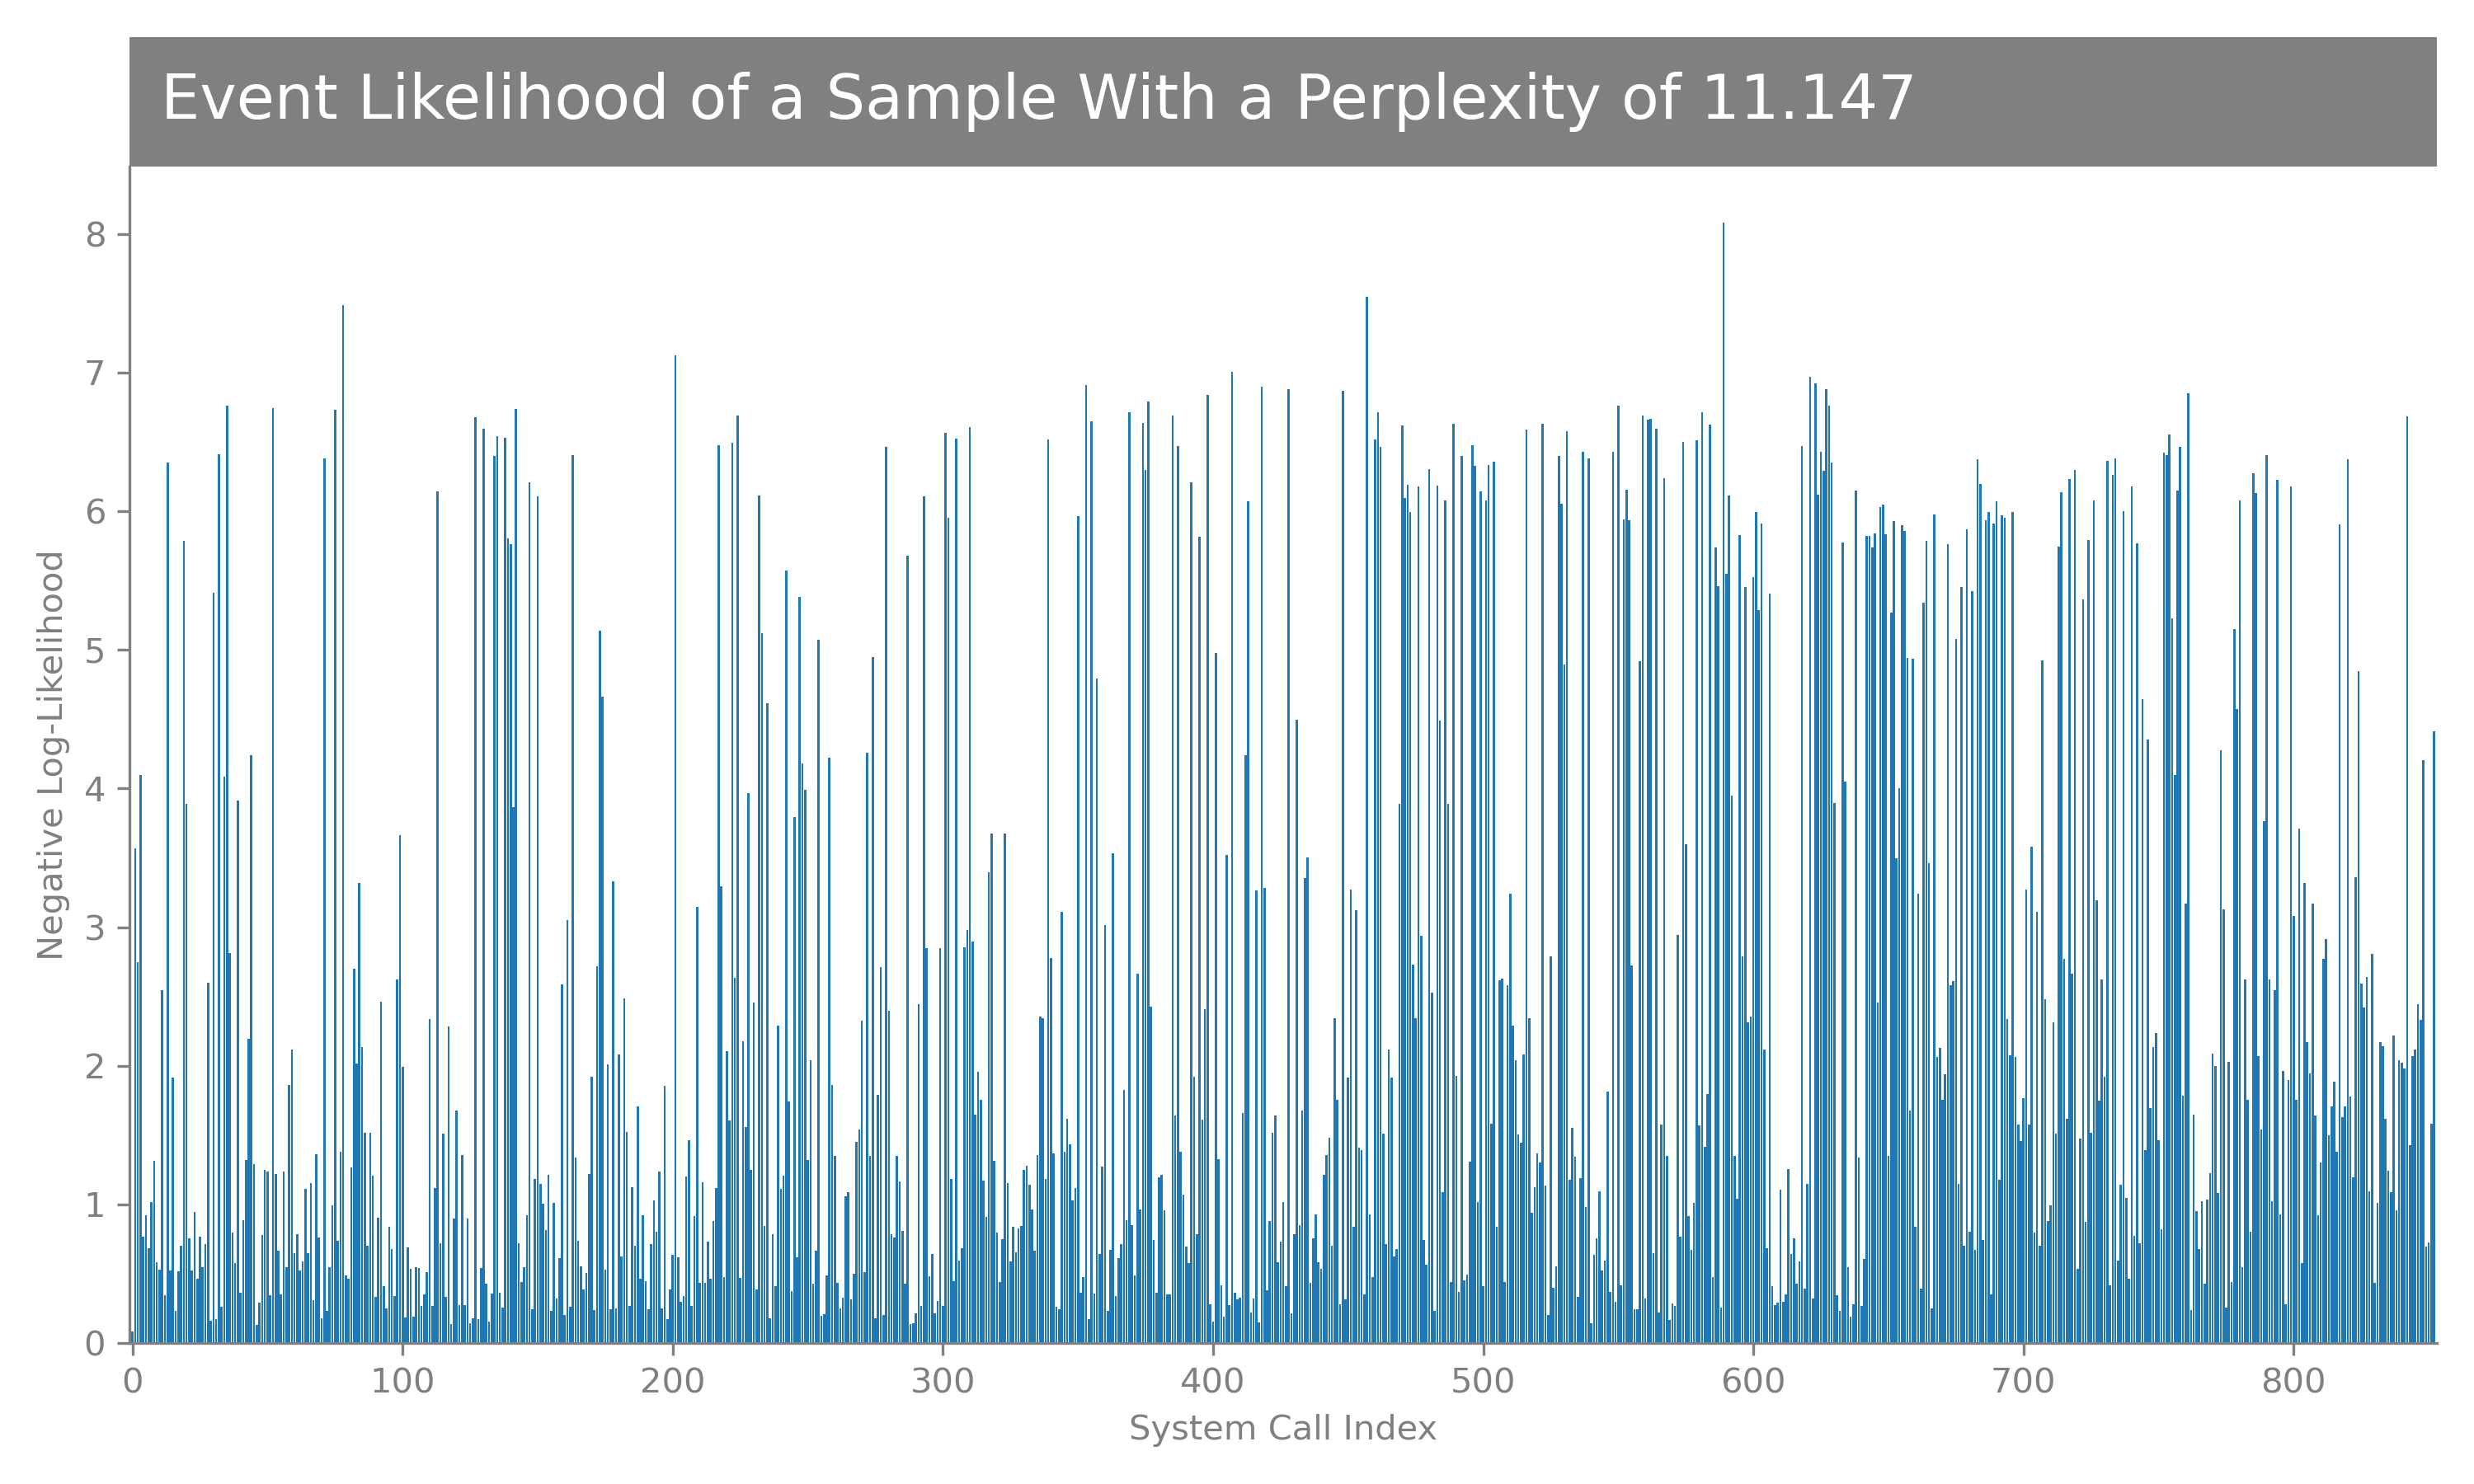 Event Likelihood of a Sample With a Perplexity of 11.147
8
7
6
5
4
3
2
1
0
Negative Log-Likelihood
0 100 200 300 400 500 600 700 800
System Call Index